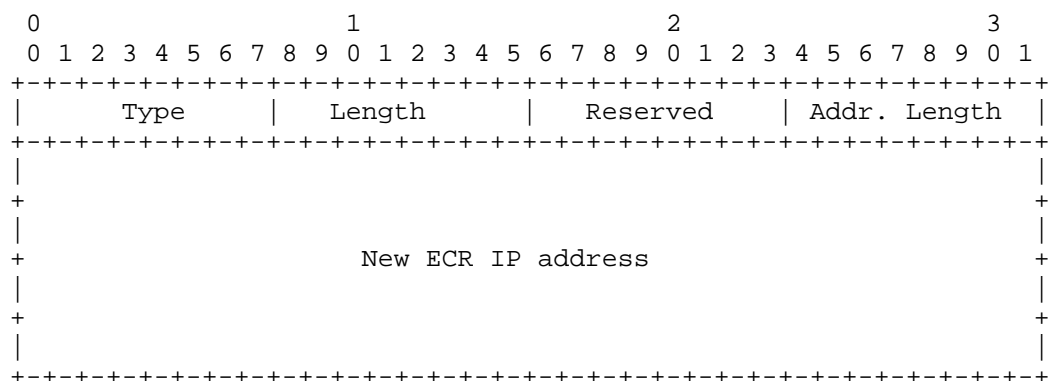 0                   1                   2                   3
 0 1 2 3 4 5 6 7 8 9 0 1 2 3 4 5 6 7 8 9 0 1 2 3 4 5 6 7 8 9 0 1
+-+-+-+-+-+-+-+-+-+-+-+-+-+-+-+-+-+-+-+-+-+-+-+-+-+-+-+-+-+-+-+-+
|      Type     |   Length      |   Reserved    | Addr. Length  |
+-+-+-+-+-+-+-+-+-+-+-+-+-+-+-+-+-+-+-+-+-+-+-+-+-+-+-+-+-+-+-+-+
|                                                               |
+                                                               +
|                                                               |
+                     New ECR IP address                        +
|                                                               |
+                                                               +
|                                                               |
+-+-+-+-+-+-+-+-+-+-+-+-+-+-+-+-+-+-+-+-+-+-+-+-+-+-+-+-+-+-+-+-+